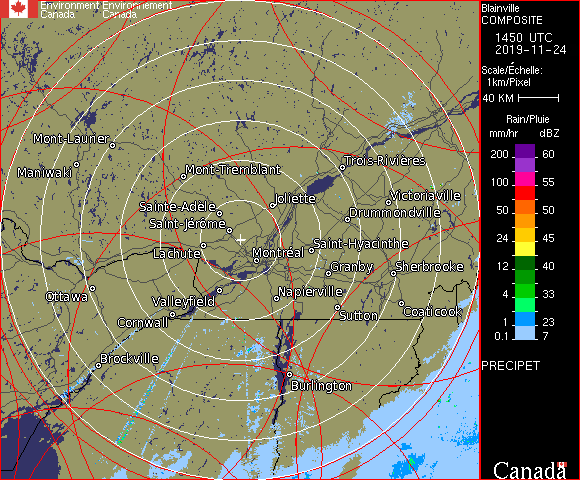 Environment Environnement
Canada Canada
Blainville
COMPOSITE
1450 UTC
2019-11-24
Scale/Échelle:
1km/Pixel
40 KM
Rain/Pluie
mm/hr dBZ
200 60
150 55
100 55
50 50
24 45
12 40
4 33
1 23
0.1 7
PRECIPET
Canada
Mont-Laurier
Maniwaki
Mont-Tremblant
Trois-Rivières
Joliette
Victoriaville
Sainte-Adèle
Drummondville
Saint-Jérôme
Lachute
Saint-Hyacinthe
Montréal
Granby
Sherbrooke
Ottawa
Valleyfield
Napierville
Cornwall
Sutton
Coaticook
Brockville
Burlington